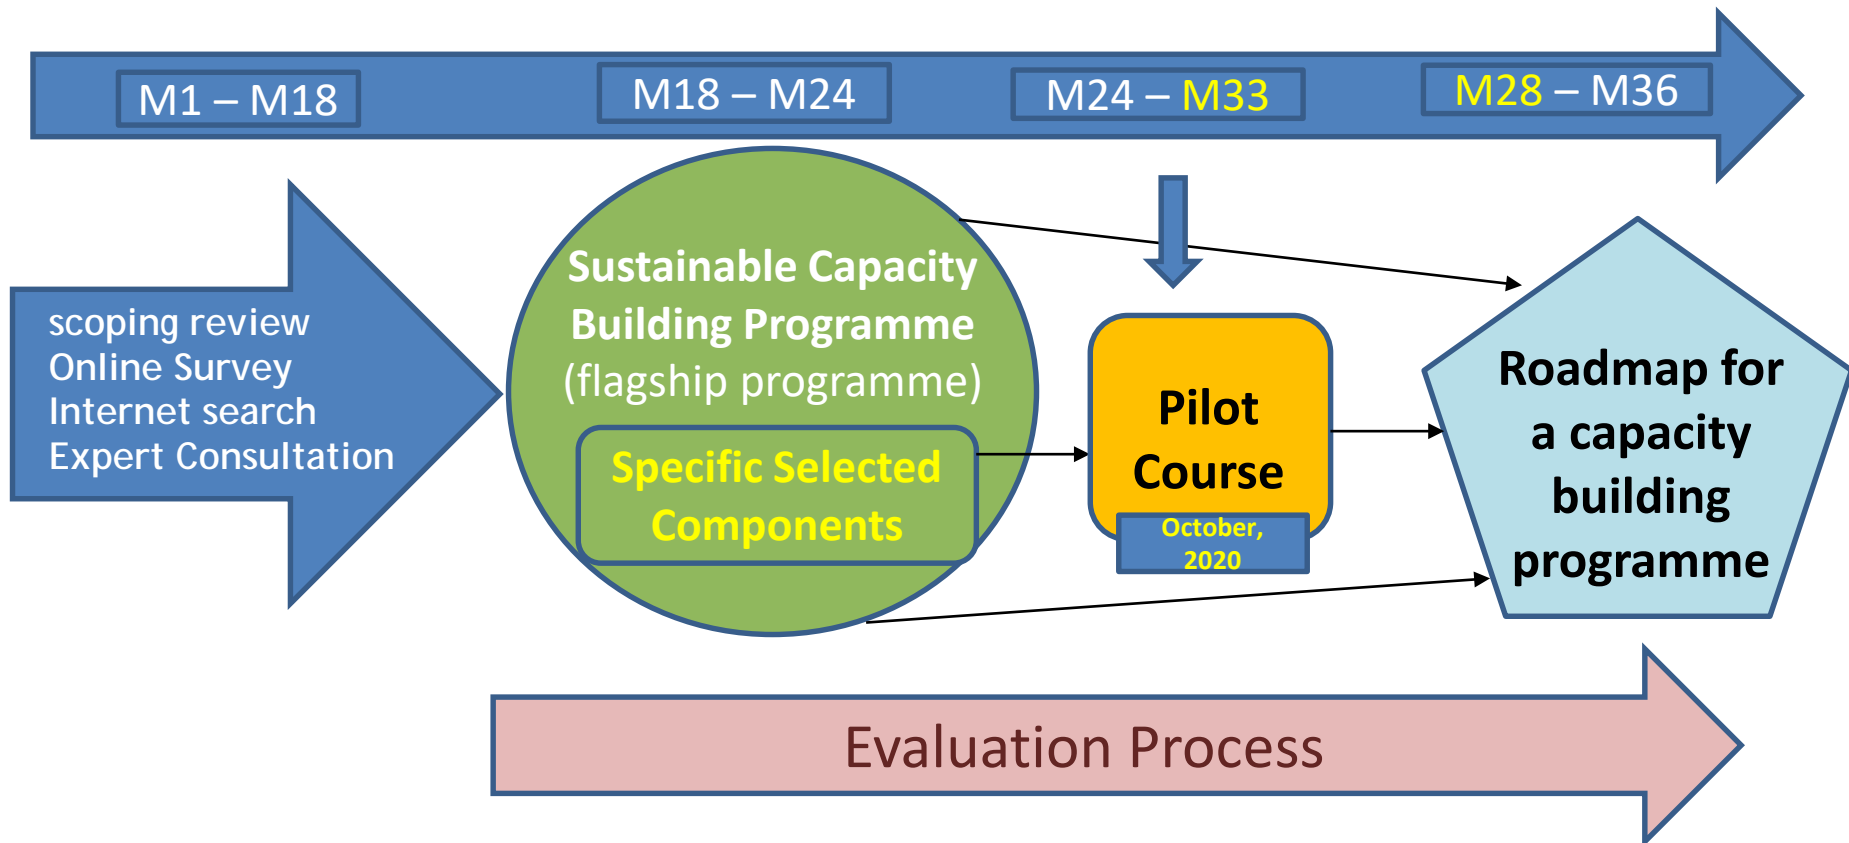 M1 – M18
M18 – M24
M24 – M33
M28 – M36
scoping review
Online Survey
Internet search
Expert Consultation
Sustainable Capacity
Building Programme
(flagship programme)
Specific Selected
Components
Pilot
Course
October,
2020
Roadmap for
a capacity
building
programme
Evaluation Process